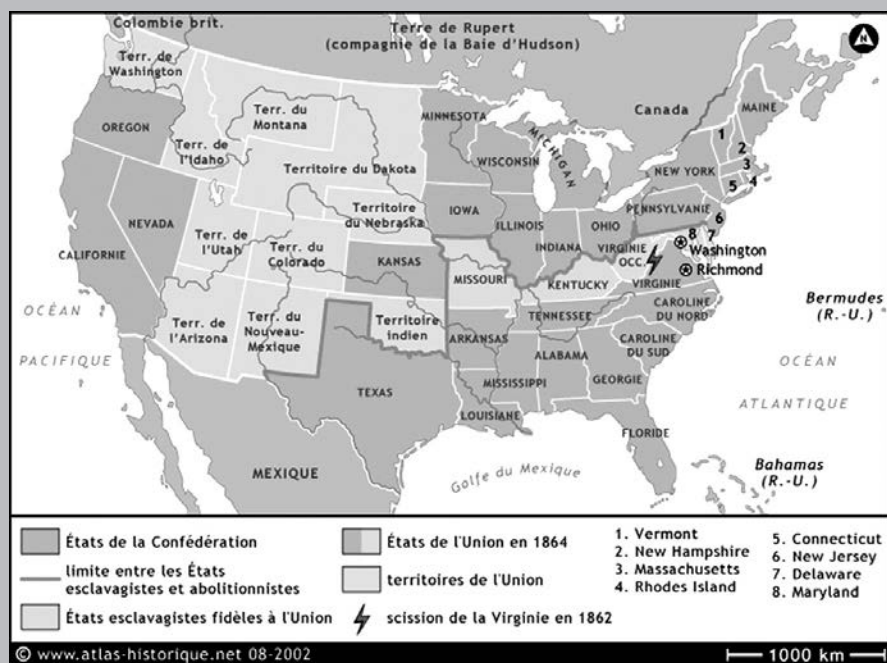 Colombie brit.
Terre de Rupert
(compagnie de la Baie d'Hudson)
N
Terr. de
Washington
Terr. du
Montana
MINNESOTA
Canada
MAINE
OREGON
Terr. de
l'Idaho
WISCONSIN
MICHIGAN
1
2
3
NEW YORK
5
4
Territoire du Dakota
NEVADA
Territoire
du Nebraska
IOWA
PENNSYLVANIE
6
ILLINOIS
OHIO
INDIANA
8
7
Terr. de
l'Utah
Terr. du
Colorado
CALIFORNIE
KANSAS
MISSOURI
VIRGINIE
OCC.
Washington
Richmond
KENTUCKY
VIRGINIE
OCÉAN
PACIFIQUE
Terr. de
l'Arizona
Terr. du
Nouveau-
Mexique
Territoire
indien
TENNESSEE
CAROLINE
DU NORD
Bermudes
(R.-U.)
ARKANSAS
CAROLINE
DU SUD
OCÉAN
ATLANTIQUE
TEXAS
MISSISSIPPI
ALABAMA
GEORGIE
LOUISIANE
FLORIDE
MEXIQUE
Golfe du Mexique
Bahamas
(R.-U.)
États de la Confédération
limite entre les États
esclavagistes et abolitionnistes
États esclavagistes fidèles à l'Union
États de l'Union en 1864
territoires de l'Union
scission de la Virginie en 1862
1. Vermont
2. New Hampshire
3. Massachusetts
4. Rhodes Island
5. Connecticut
6. New Jersey
7. Delaware
8. Maryland
© www.atlas-historique.net 08-2002
1000 km